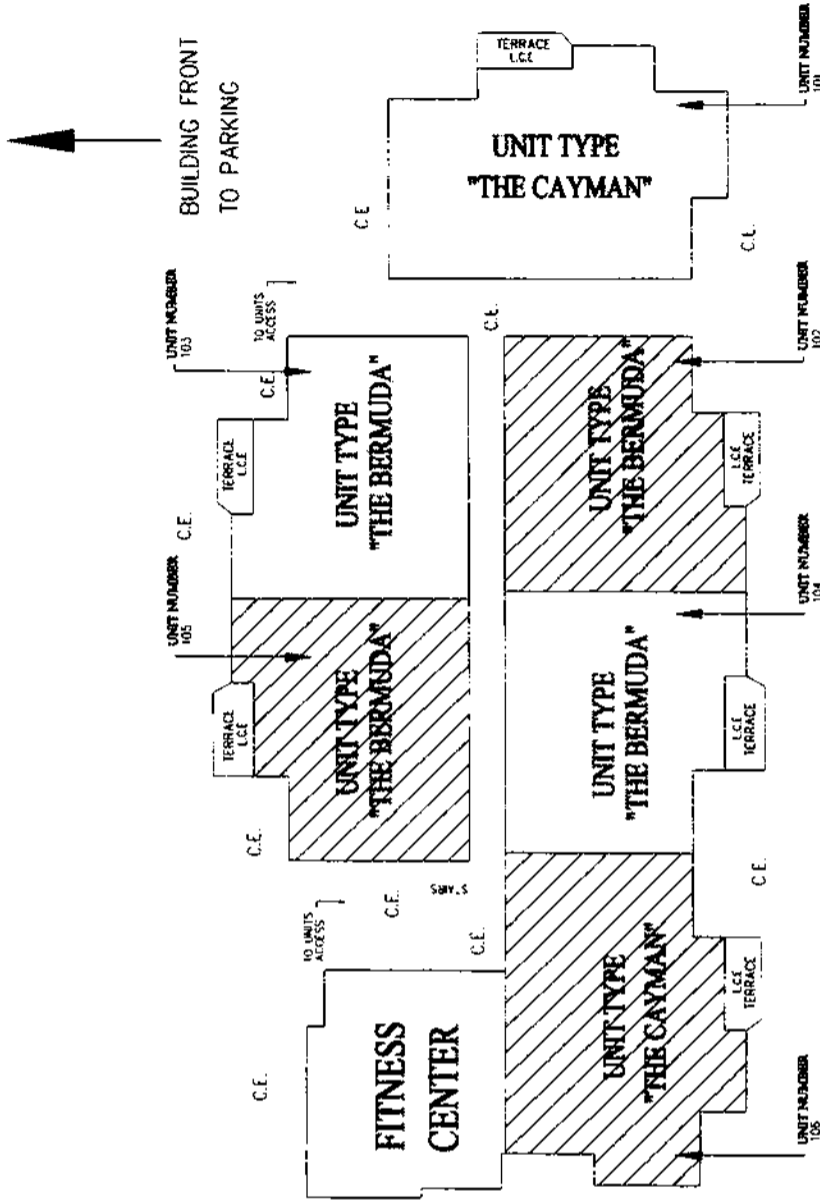 BUILDING FRONT
TO PARKING
TERRACE
L.C.E
UNIT TYPE
"THE CAYMAN"
UNIT NUMBER
101
C.E
C.E.
UNIT NUMBER
103
TO UNITS
ACCESS
C.E.
C.E.
TERRACE
L.C.E
C.E.
UNIT TYPE
"THE BERMUDA"
UNIT TYPE
"THE BERMUDA"
UNIT NUMBER
102
L.C.E
TERRACE
UNIT NUMBER
105
TERRACE
L.C.E
UNIT TYPE
"THE BERMUDA"
C.E.
UNIT TYPE
"THE BERMUDA"
UNIT NUMBER
104
L.C.E
TERRACE
TO UNITS
ACCESS
C.E.
STAIRS
C.E.
C.E.
C.E.
FITNESS
CENTER
UNIT TYPE
"THE CAYMAN"
L.C.E
TERRACE
UNIT NUMBER
106